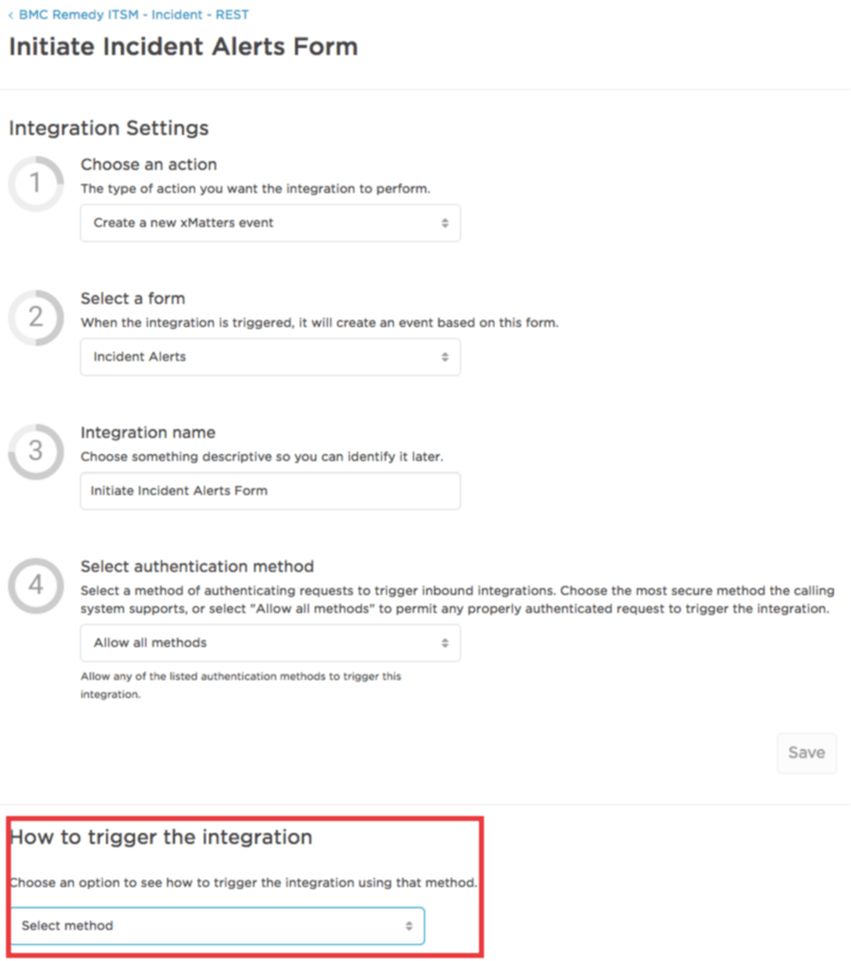 < BMC Remedy ITSM - Incident - REST
Initiate Incident Alerts Form
Integration Settings
1
Choose an action
The type of action you want the integration to perform.
Create a new xMatters event
2
Select a form
When the integration is triggered, it will create an event based on this form.
Incident Alerts
3
Integration name
Choose something descriptive so you can identify it later.
Initiate Incident Alerts Form
4
Select authentication method
Select a method of authenticating requests to trigger inbound integrations. Choose the most secure method the calling
system supports, or select "Allow all methods" to permit any properly authenticated request to trigger the integration.
Allow all methods
Allow any of the listed authentication methods to trigger this
integration.
Save
How to trigger the integration
Choose an option to see how to trigger the integration using that method.
Select method